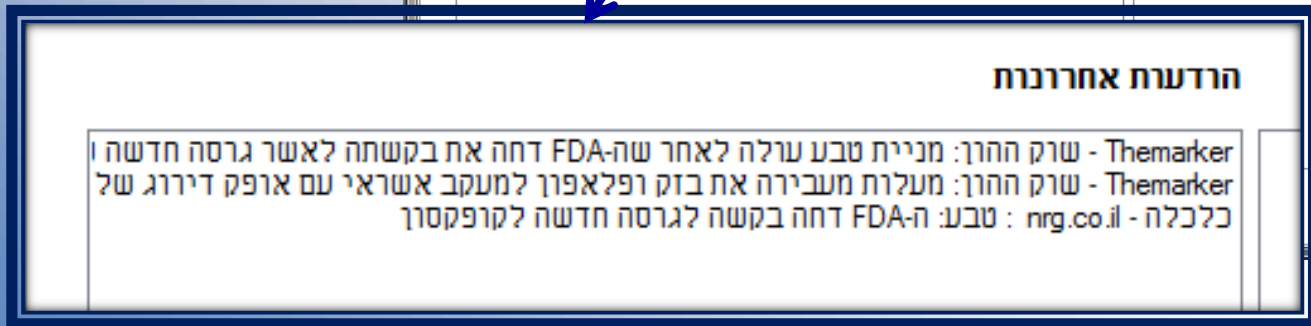 הודעות אחרונות
Themarker - שוק ההון: מניית טבע עולה לאחר שה-FDA דחה את בקשתה לאשר גרסה חדשה
Themarker - שוק ההון: מעלות מעבירה את בזק ופלאפון למעקב אשראי עם אופק דירוג של
כלכלה - nrg.co.il : טבע: ה-FDA דחה בקשה לגרסה חדשה לקופקסון